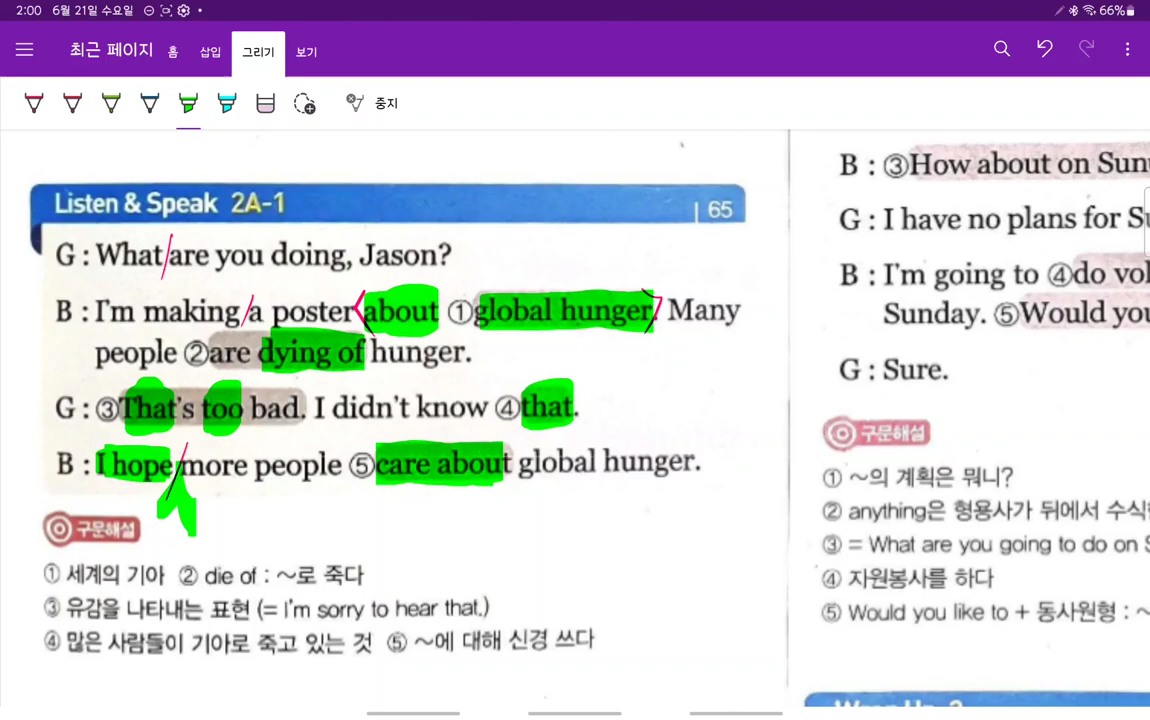 2:00 6월 21일 수요일 66%
최근 페이지 홈 삽입 그리기 보기
중지
Listen & Speak 2A-1 | 65
G : What are you doing, Jason?
B : I'm making a poster about ①global hunger. Many
people ②are dying of hunger.
G : ③That's too bad. I didn't know ④that.
B : I hope more people ⑤care about global hunger.
구문해설
① 세계의 기아 ② die of : ~로 죽다
③ 유감을 나타내는 표현 (= I'm sorry to hear that.)
④ 많은 사람들이 기아로 죽고 있는 것 ⑤ ~에 대해 신경 쓰다
B : ③How about on Sun
G : I have no plans for S
B : I'm going to ④do vol
Sunday. ⑤Would you
G : Sure.
구문해설
① ~의 계획은 뭐니?
② anything은 형용사가 뒤에서 수식
③ = What are you going to do on S
④ 자원봉사를 하다
⑤ Would you like to + 동사원형 : ~